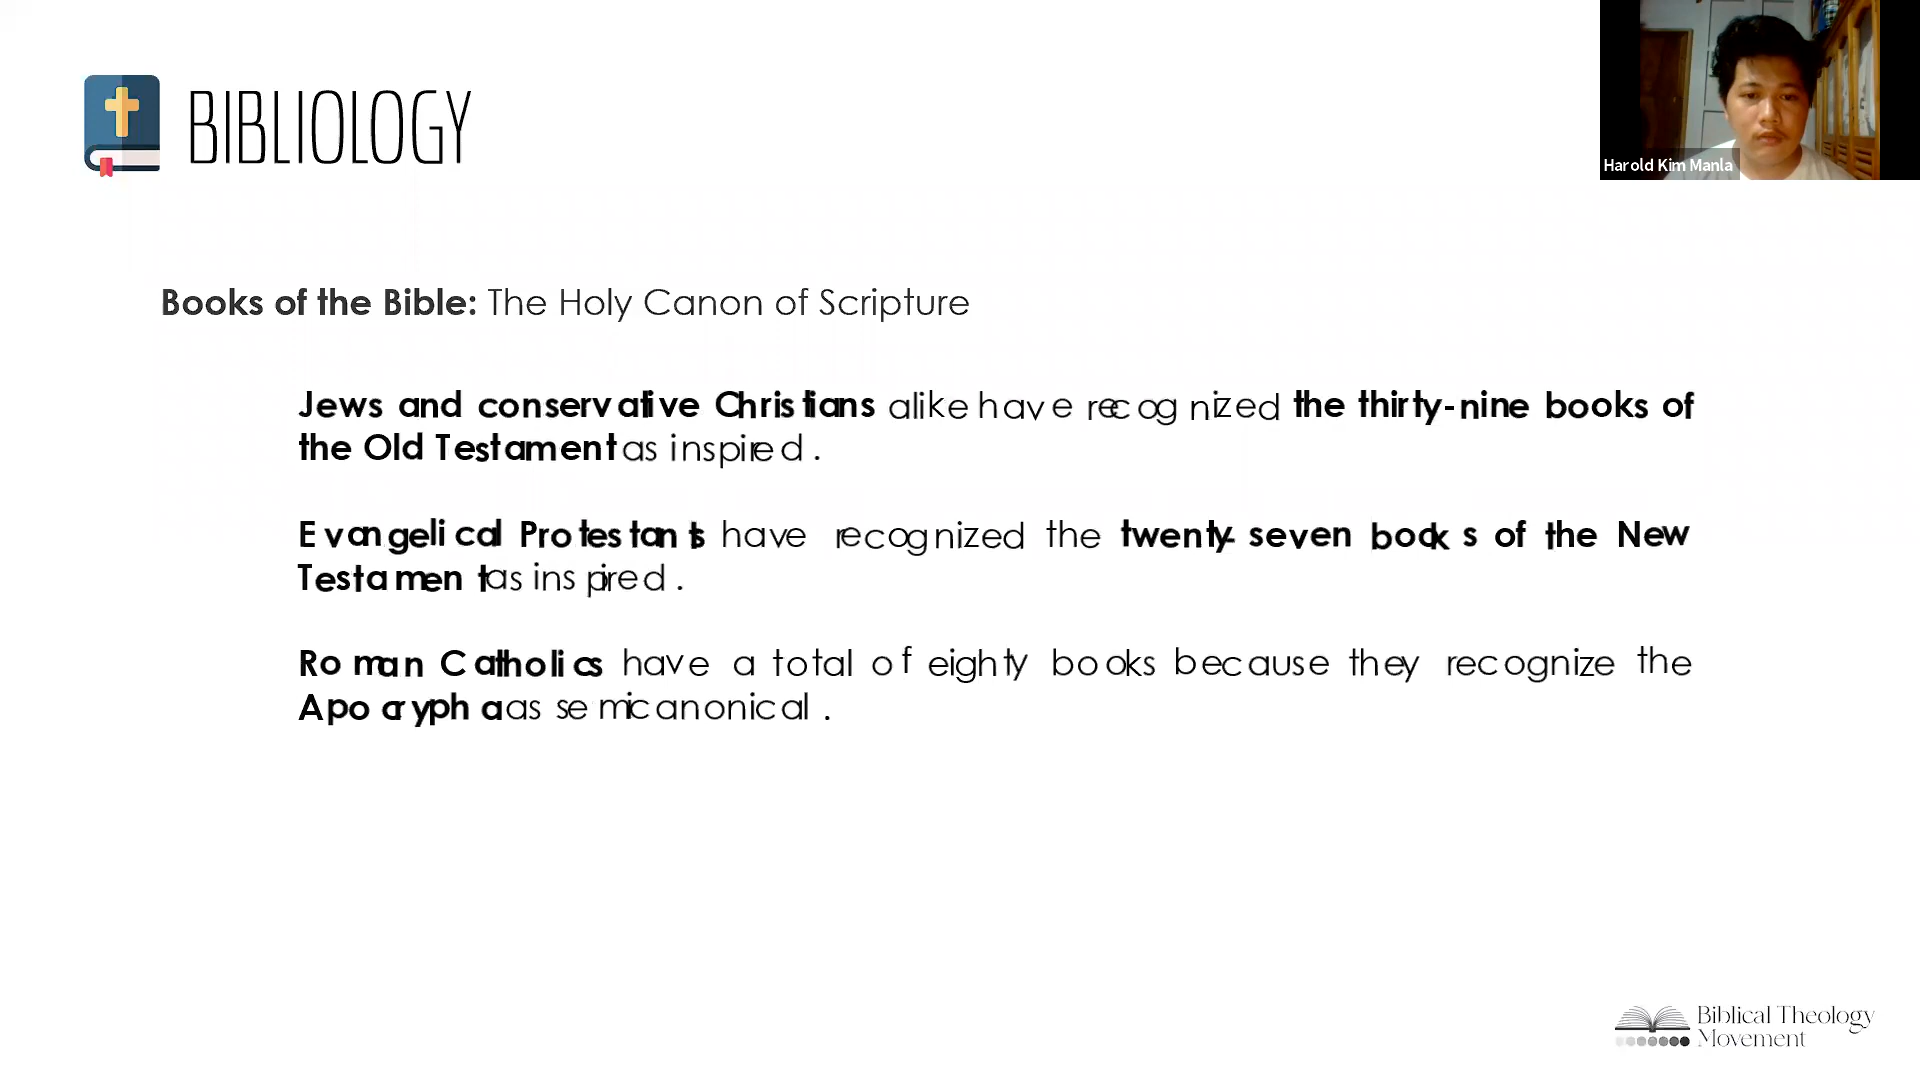 BIBLIOLOGY
Harold Kim Manla
Books of the Bible: The Holy Canon of Scripture
Jews and conservative Christians alike have recognized the thirty-nine books of
the Old Testament as inspired.
Evangelical Protestants have recognized the twenty-seven books of the New
Testament as inspired.
Roman Catholics have a total of eighty books because they recognize the
Apocrypha as semicanonical.
Biblical Theology
Movement